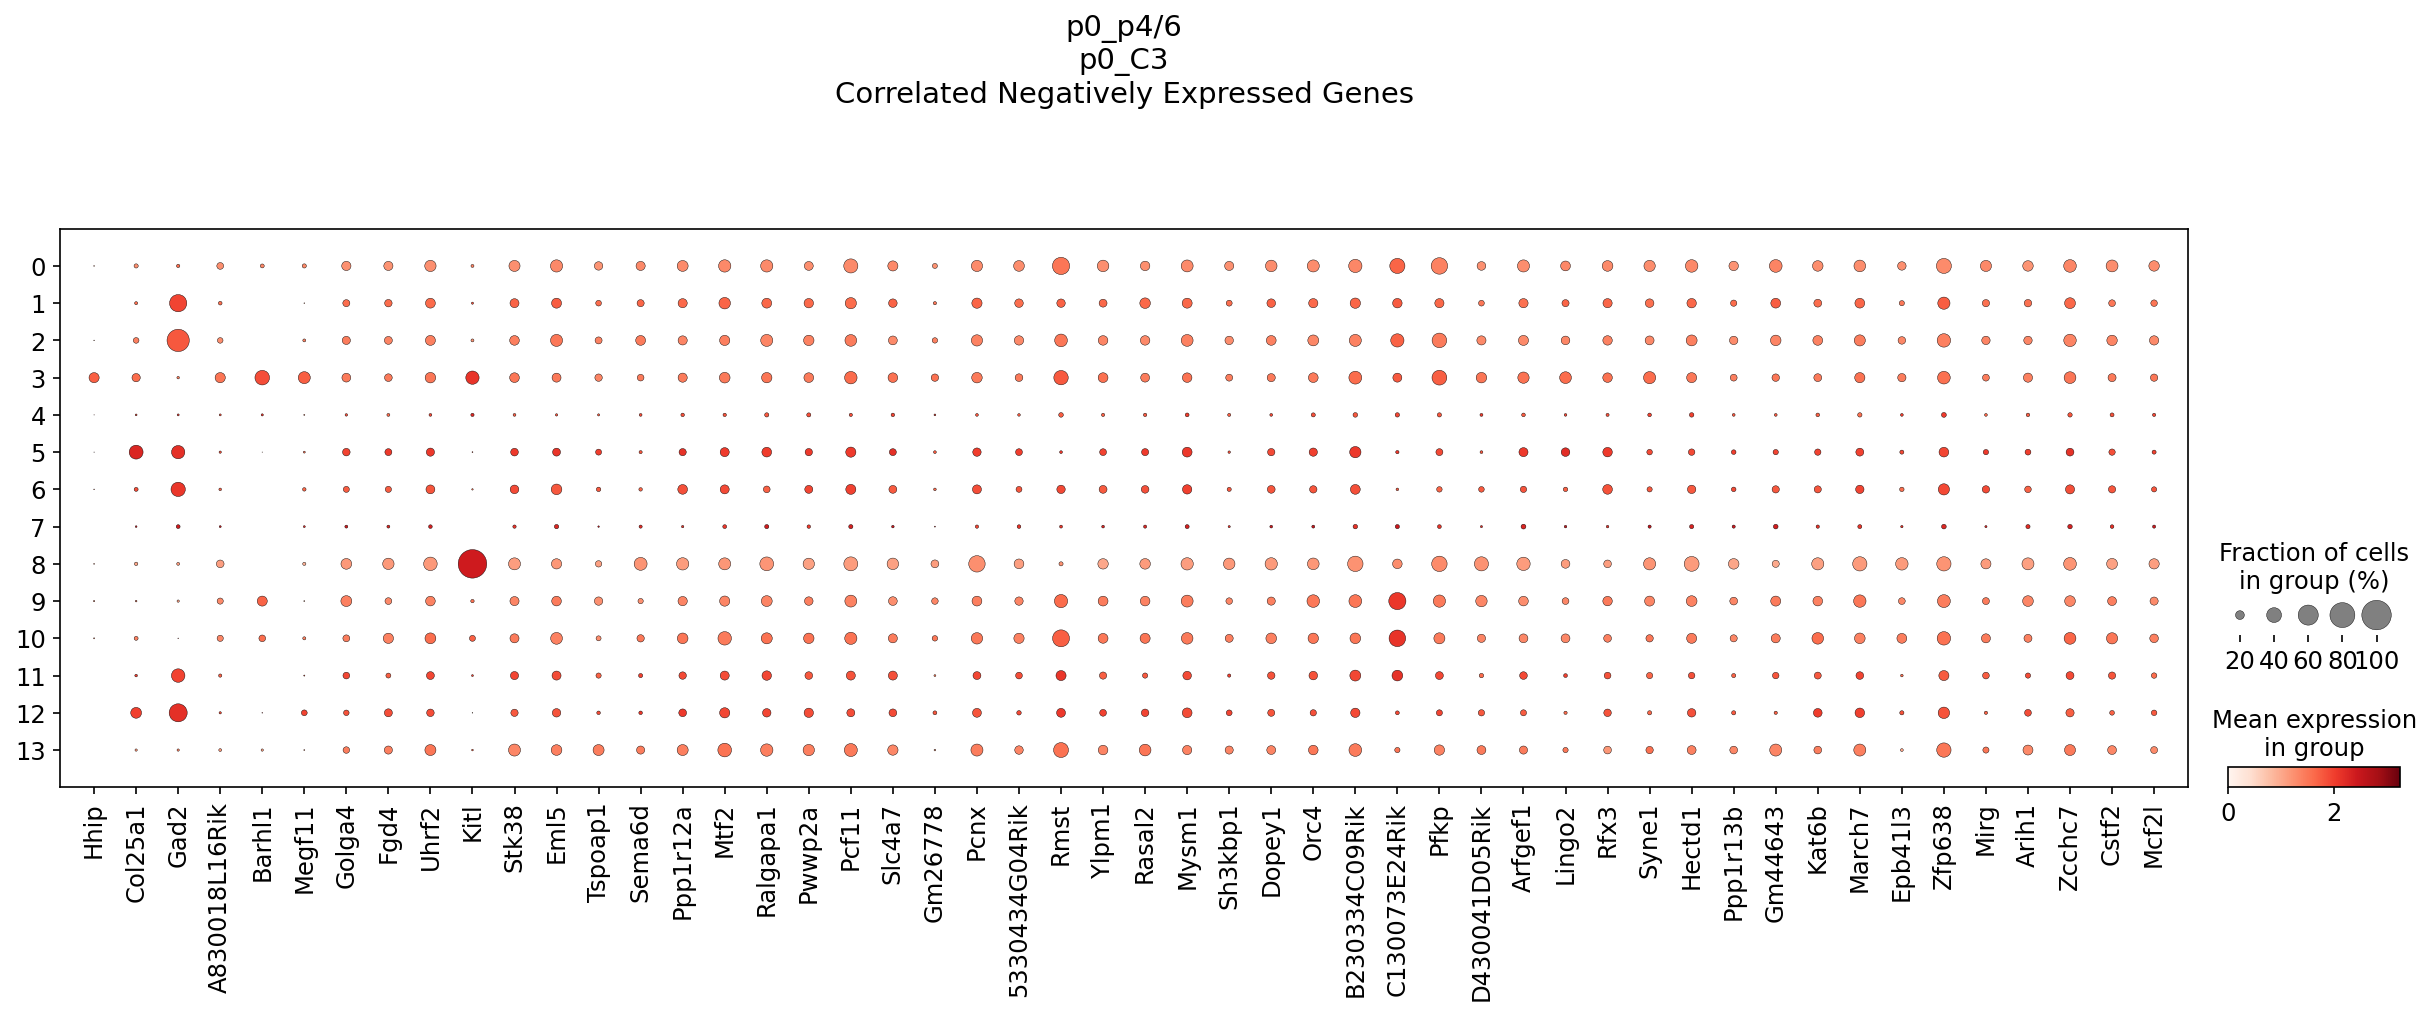 p0_p4/6
p0_C3
Correlated Negatively Expressed Genes
0
1
2
3
4
5
6
7
8
9
10
11
12
13
Hhip
Col25a1
Gad2
A830018L16Rik
Barhl1
Megf11
Golga4
Fgd4
Uhrf2
Kitl
Stk38
Eml5
Tspoap1
Sema6d
Ppp1r12a
Mtf2
Ralgapa1
Pwwp2a
Pcf11
Slc4a7
Gm26778
Pcnx
5330434G04Rik
Rmst
Ylpm1
Rasal2
Mysm1
Sh3kbp1
Dopey1
Orc4
B230334C09Rik
C130073E24Rik
Pfkp
D430041D05Rik
Arfgef1
Lingo2
Rfx3
Syne1
Hectd1
Ppp1r13b
Gm44643
Kat6b
March7
Epb41l3
Zfp638
Mirg
Arih1
Zcchc7
Cstf2
Mcf2l
Fraction of cells
in group (%)
20 40 60 80 100
Mean expression
in group
0 2